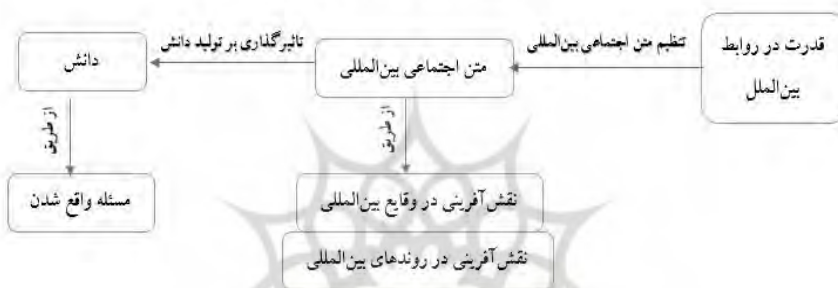 قدرت در روابط
بین‌الملل
تنظیم متن اجتماعی بین‌المللی
متن اجتماعی بین‌المللی
تاثیرگذاری بر تولید دانش
دانش
از طریق
از طریق
نقش‌آفرینی در وقایع بین‌المللی
نقش‌آفرینی در روندهای بین‌المللی
مسئله واقع شدن